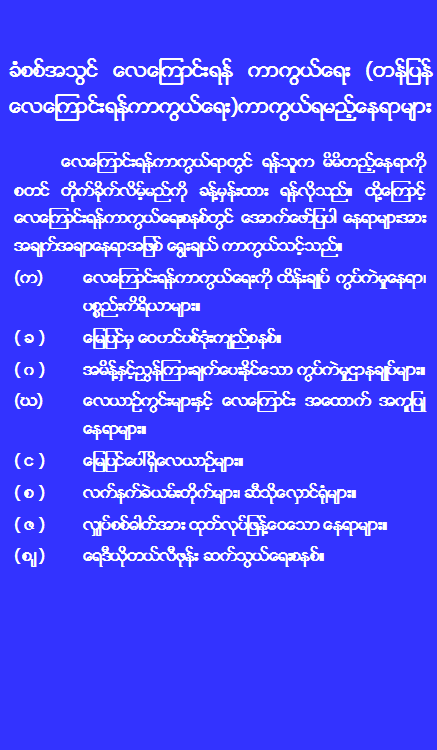 ခံစစ်အသွင် လေကြောင်းရန် ကာကွယ်ရေး (တန်ပြန်
လေကြောင်းရန်ကာကွယ်ရေး)ကာကွယ်ရမည့်နေရာများ
လေကြောင်းရန်ကာကွယ်ရာတွင် ရန်သူက မိမိတည့်နေရာကို
စတင် တိုက်ခိုက်လိမ့်မည်ကို ခန့်မှန်းထား ရန်လိုသည်။ ထို့ကြောင့်
လေကြောင်းရန်ကာကွယ်ရေးစနစ်တွင် အောက်ဖော်ပြပါ နေရာများအား
အချက်အချာနေရာအဖြစ် ရွေးချယ် ကာကွယ်သင့်သည်။
(က) လေကြောင်းရန်ကာကွယ်ရေးကို ထိန်းချုပ် ကွပ်ကဲမှုနေရာ၊
ပစ္စည်းကိရိယာများ။
( ခ ) မြေပြင်မှ ဝေဟင်ပစ်ဒုံးကျည်စနစ်။
( ဂ ) အမိန့်နှင့်ညွှန်ကြားချက်ပေးနိုင်သော ကွပ်ကဲမှုဌာနချုပ်များ။
(ဃ) လေယာဉ်ကွင်းများနှင့် လေကြောင်း အထောက် အကူပြု
နေရာများ။
( င ) မြေပြင်ပေါ်ရှိလေယာဉ်များ။
( စ ) လက်နက်ခဲယမ်းတိုက်များ၊ ဆီသိုလှောင်ရုံများ။
( ဇ ) လျှပ်စစ်ဓါတ်အား ထုတ်လုပ်ဖြန့်ဝေသော နေရာများ။
(စျ) ရေဒီယိုတယ်လီဖုန်း ဆက်သွယ်ရေးစနစ်။